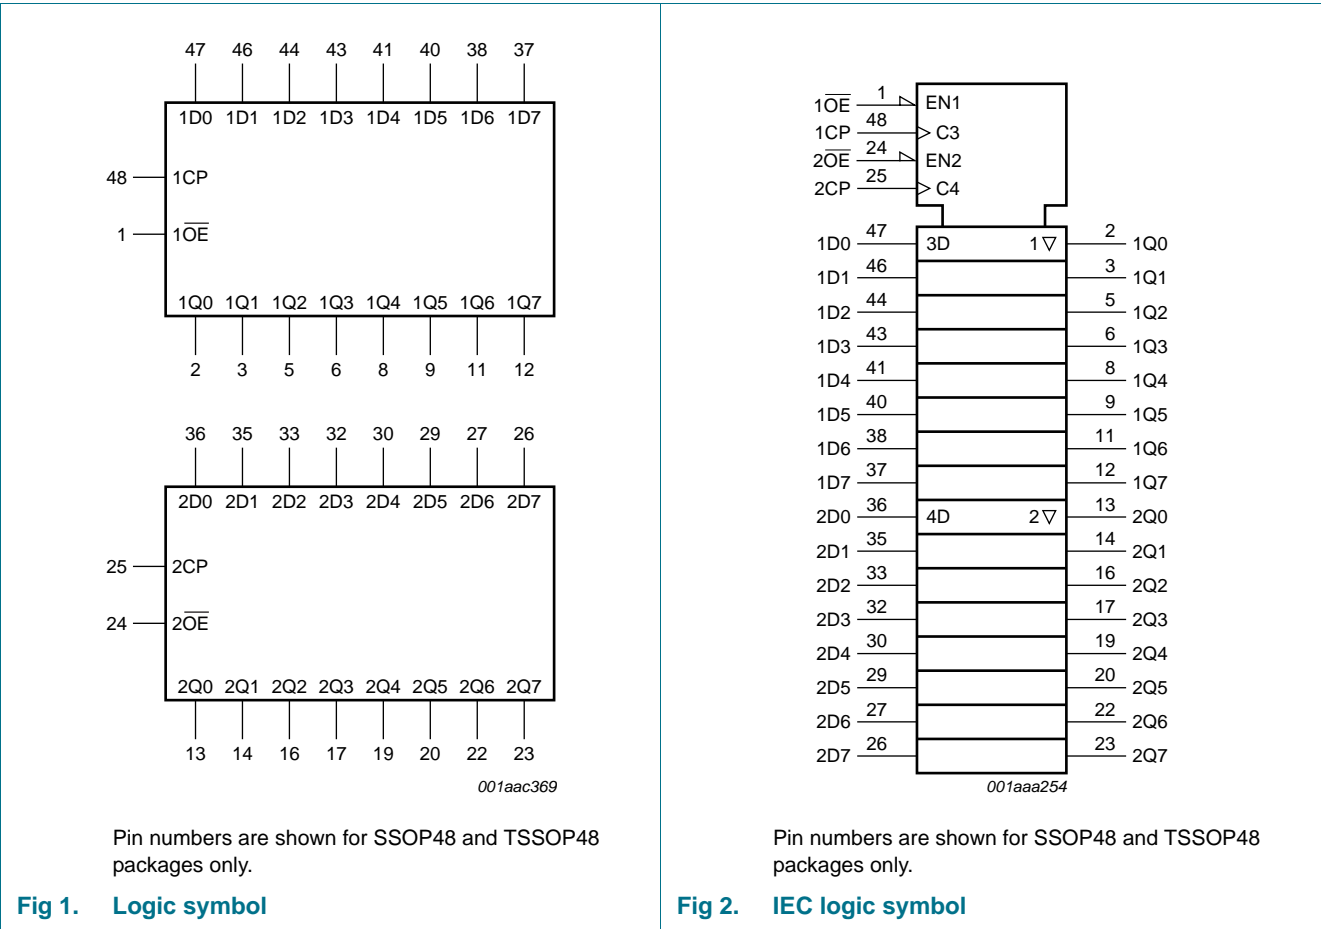 47 46 44 43 41 40 38 37
1D0 1D1 1D2 1D3 1D4 1D5 1D6 1D7
48 1CP
1 1O̅E̅
1Q0 1Q1 1Q2 1Q3 1Q4 1Q5 1Q6 1Q7
2 3 5 6 8 9 11 12
36 35 33 32 30 29 27 26
2D0 2D1 2D2 2D3 2D4 2D5 2D6 2D7
25 2CP
24 2O̅E̅
2Q0 2Q1 2Q2 2Q3 2Q4 2Q5 2Q6 2Q7
13 14 16 17 19 20 22 23
001aac369
Pin numbers are shown for SSOP48 and TSSOP48
packages only.
Fig 1. Logic symbol
1O̅E̅ 1 EN1
1CP 48 C3
2O̅E̅ 24 EN2
2CP 25 C4
1D0 47 3D 1 ▽ 2 1Q0
1D1 46 3 1Q1
1D2 44 5 1Q2
1D3 43 6 1Q3
1D4 41 8 1Q4
1D5 40 9 1Q5
1D6 38 11 1Q6
1D7 37 12 1Q7
2D0 36 4D 2 ▽ 13 2Q0
2D1 35 14 2Q1
2D2 33 16 2Q2
2D3 32 17 2Q3
2D4 30 19 2Q4
2D5 29 20 2Q5
2D6 27 22 2Q6
2D7 26 23 2Q7
001aaa254
Pin numbers are shown for SSOP48 and TSSOP48
packages only.
Fig 2. IEC logic symbol